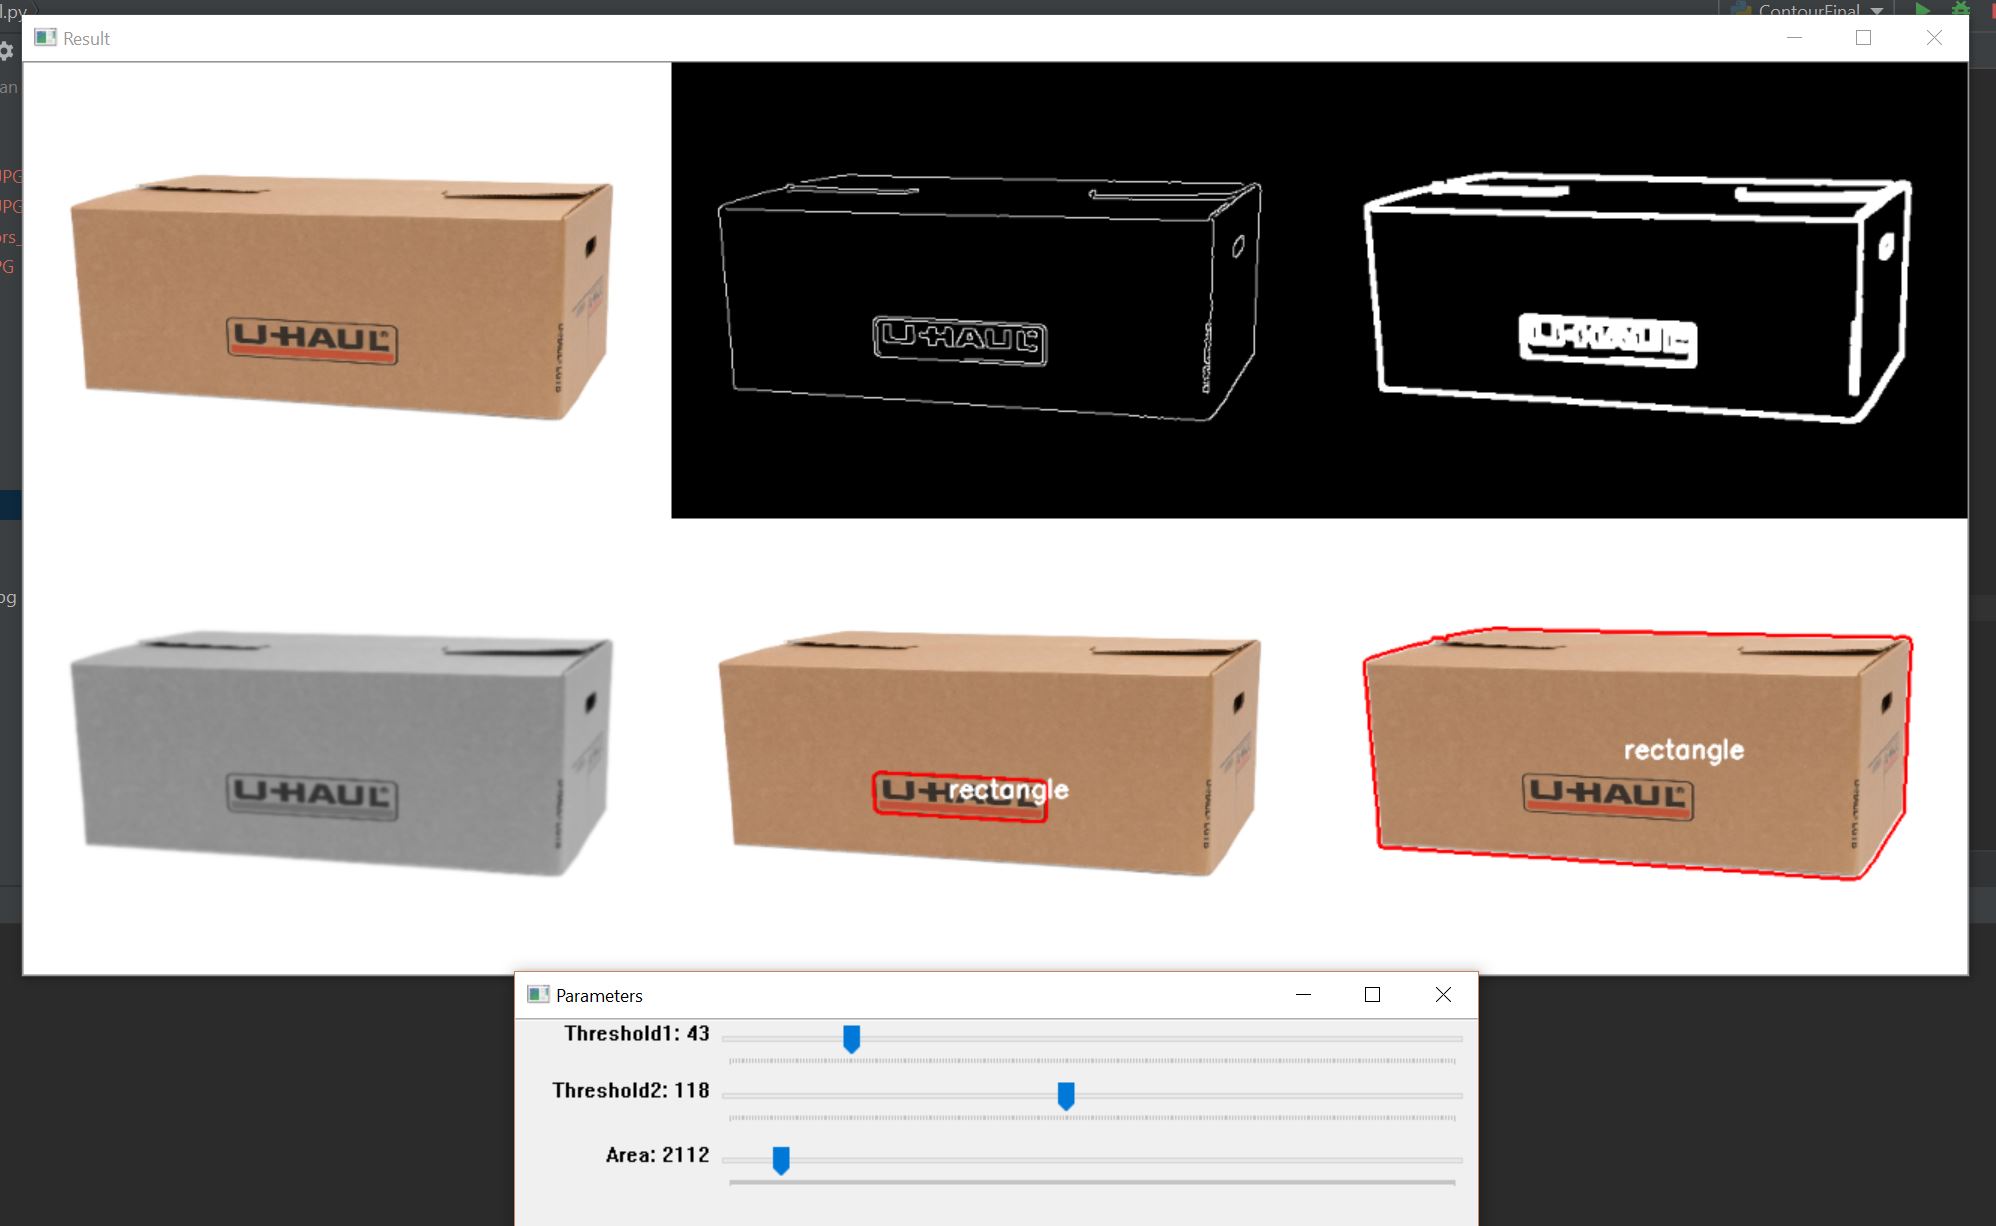 l.py
ContourFinal
Result
an
JPG
JPG
ors_
PG
U-HAUL
U-HAUL
U-HAUL
pg
U-HAUL
U-HAUL
rectangle
rectangle
U-HAUL
Parameters
Threshold1: 43
Threshold2: 118
Area: 2112